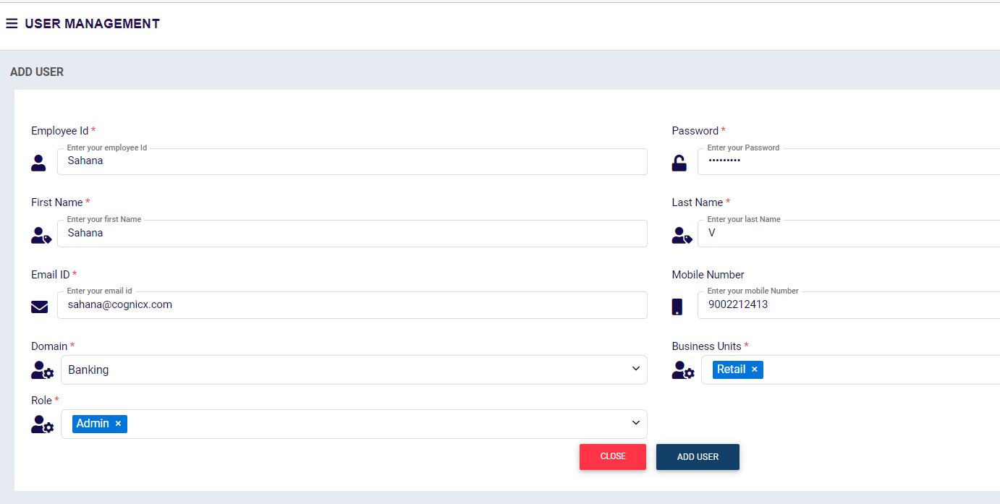 USER MANAGEMENT
ADD USER
Employee Id *
Password *
Enter your employee Id
Enter your Password
Sahana
•••••••••
First Name *
Last Name *
Enter your first Name
Enter your last Name
Sahana
V
Email ID *
Mobile Number
Enter your email id
Enter your mobile Number
sahana@cognicx.com
9002212413
Domain *
Business Units *
Banking
Retail ×
Role *
Admin ×
CLOSE
ADD USER